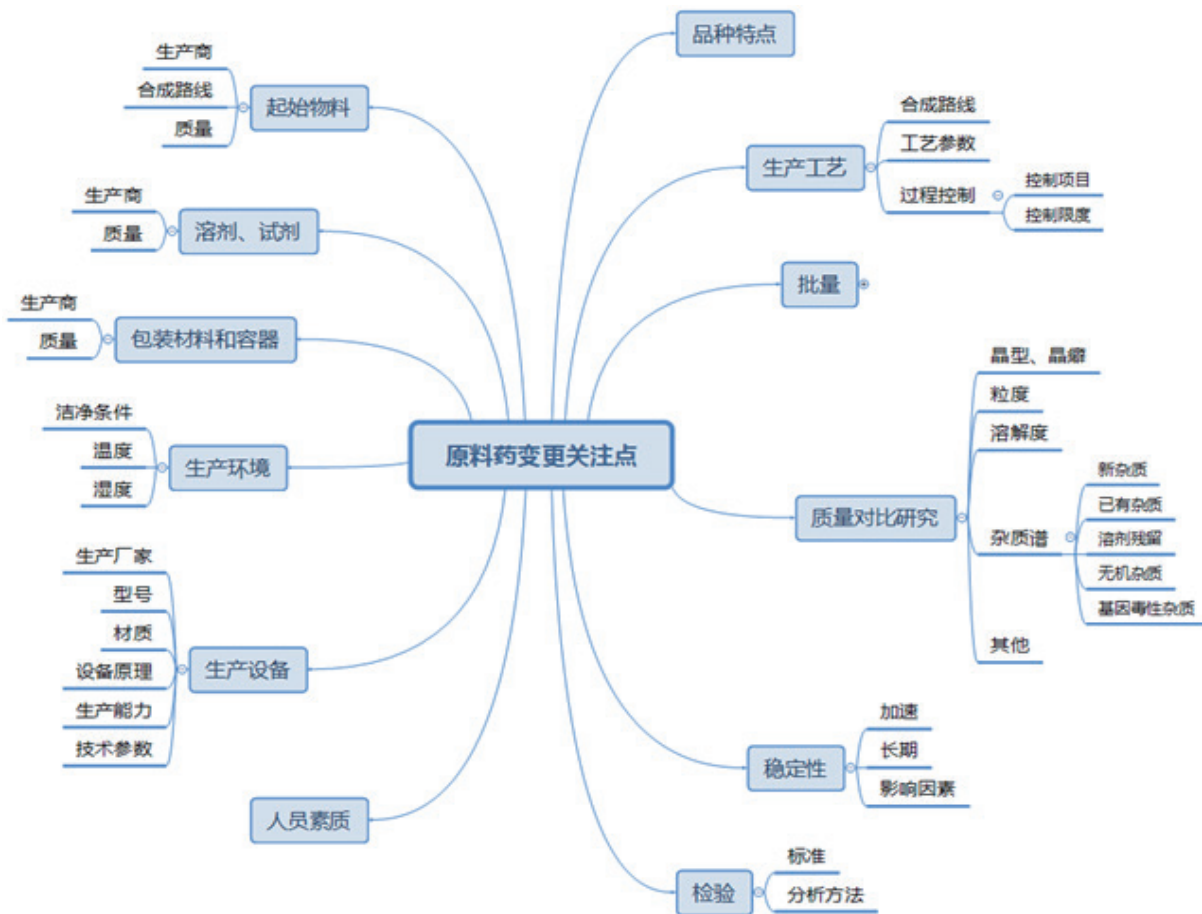 原料药变更关注点
品种特点
生产工艺
合成路线
工艺参数
过程控制
控制项目
控制限度
批量
质量对比研究
晶型、晶癖
粒度
溶解度
杂质谱
新杂质
已有杂质
溶剂残留
无机杂质
基因毒性杂质
其他
稳定性
加速
长期
影响因素
检验
标准
分析方法
起始物料
生产商
合成路线
质量
溶剂、试剂
生产商
质量
包装材料和容器
生产商
质量
生产环境
洁净条件
温度
湿度
生产设备
生产厂家
型号
材质
设备原理
生产能力
技术参数
人员素质